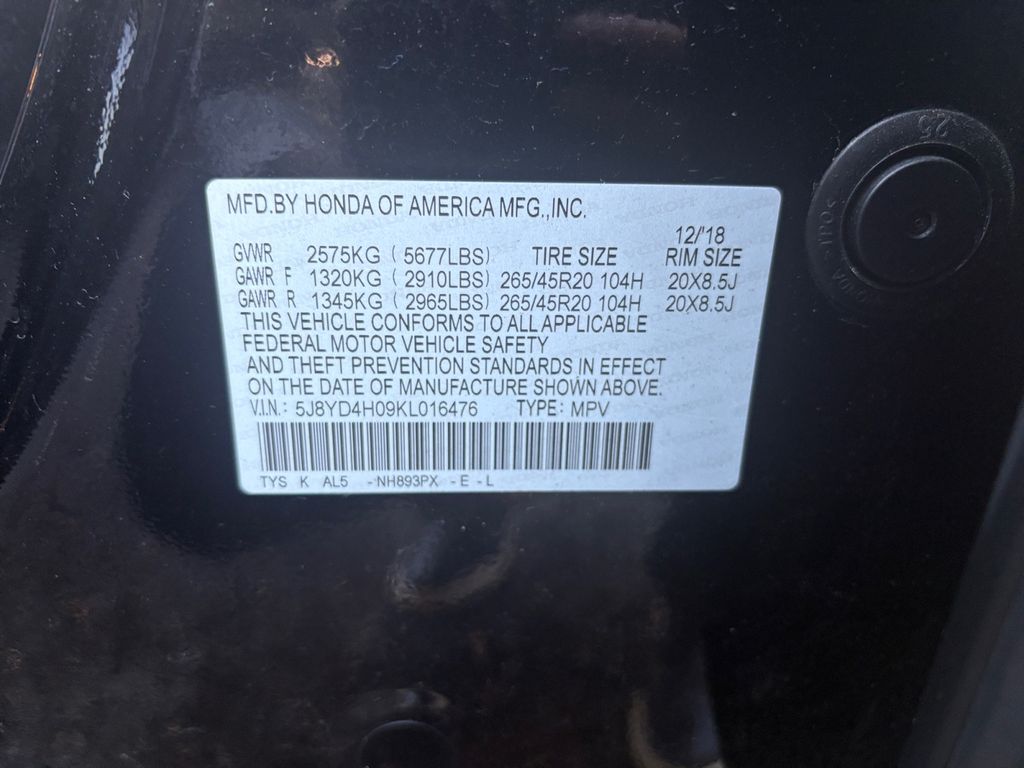 MFD.BY HONDA OF AMERICA MFG.,INC.
12/'18
GVWR 2575KG ( 5677LBS) TIRE SIZE RIM SIZE
GAWR F 1320KG ( 2910LBS) 265/45R20 104H 20X8.5J
GAWR R 1345KG ( 2965LBS) 265/45R20 104H 20X8.5J
THIS VEHICLE CONFORMS TO ALL APPLICABLE
FEDERAL MOTOR VEHICLE SAFETY
AND THEFT PREVENTION STANDARDS IN EFFECT
ON THE DATE OF MANUFACTURE SHOWN ABOVE.
V.I.N.: 5J8YD4H09KL016476 TYPE: MPV
TYS K AL5 -NH893PX -E -L
25